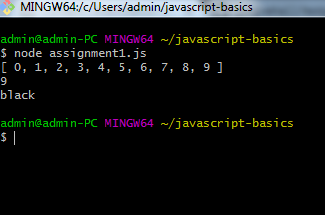 MINGW64:/c/Users/admin/javascript-basics
admin@admin-PC MINGW64 ~/javascript-basics
$ node assignment1.js
[ 0, 1, 2, 3, 4, 5, 6, 7, 8, 9 ]
9
black
admin@admin-PC MINGW64 ~/javascript-basics
$